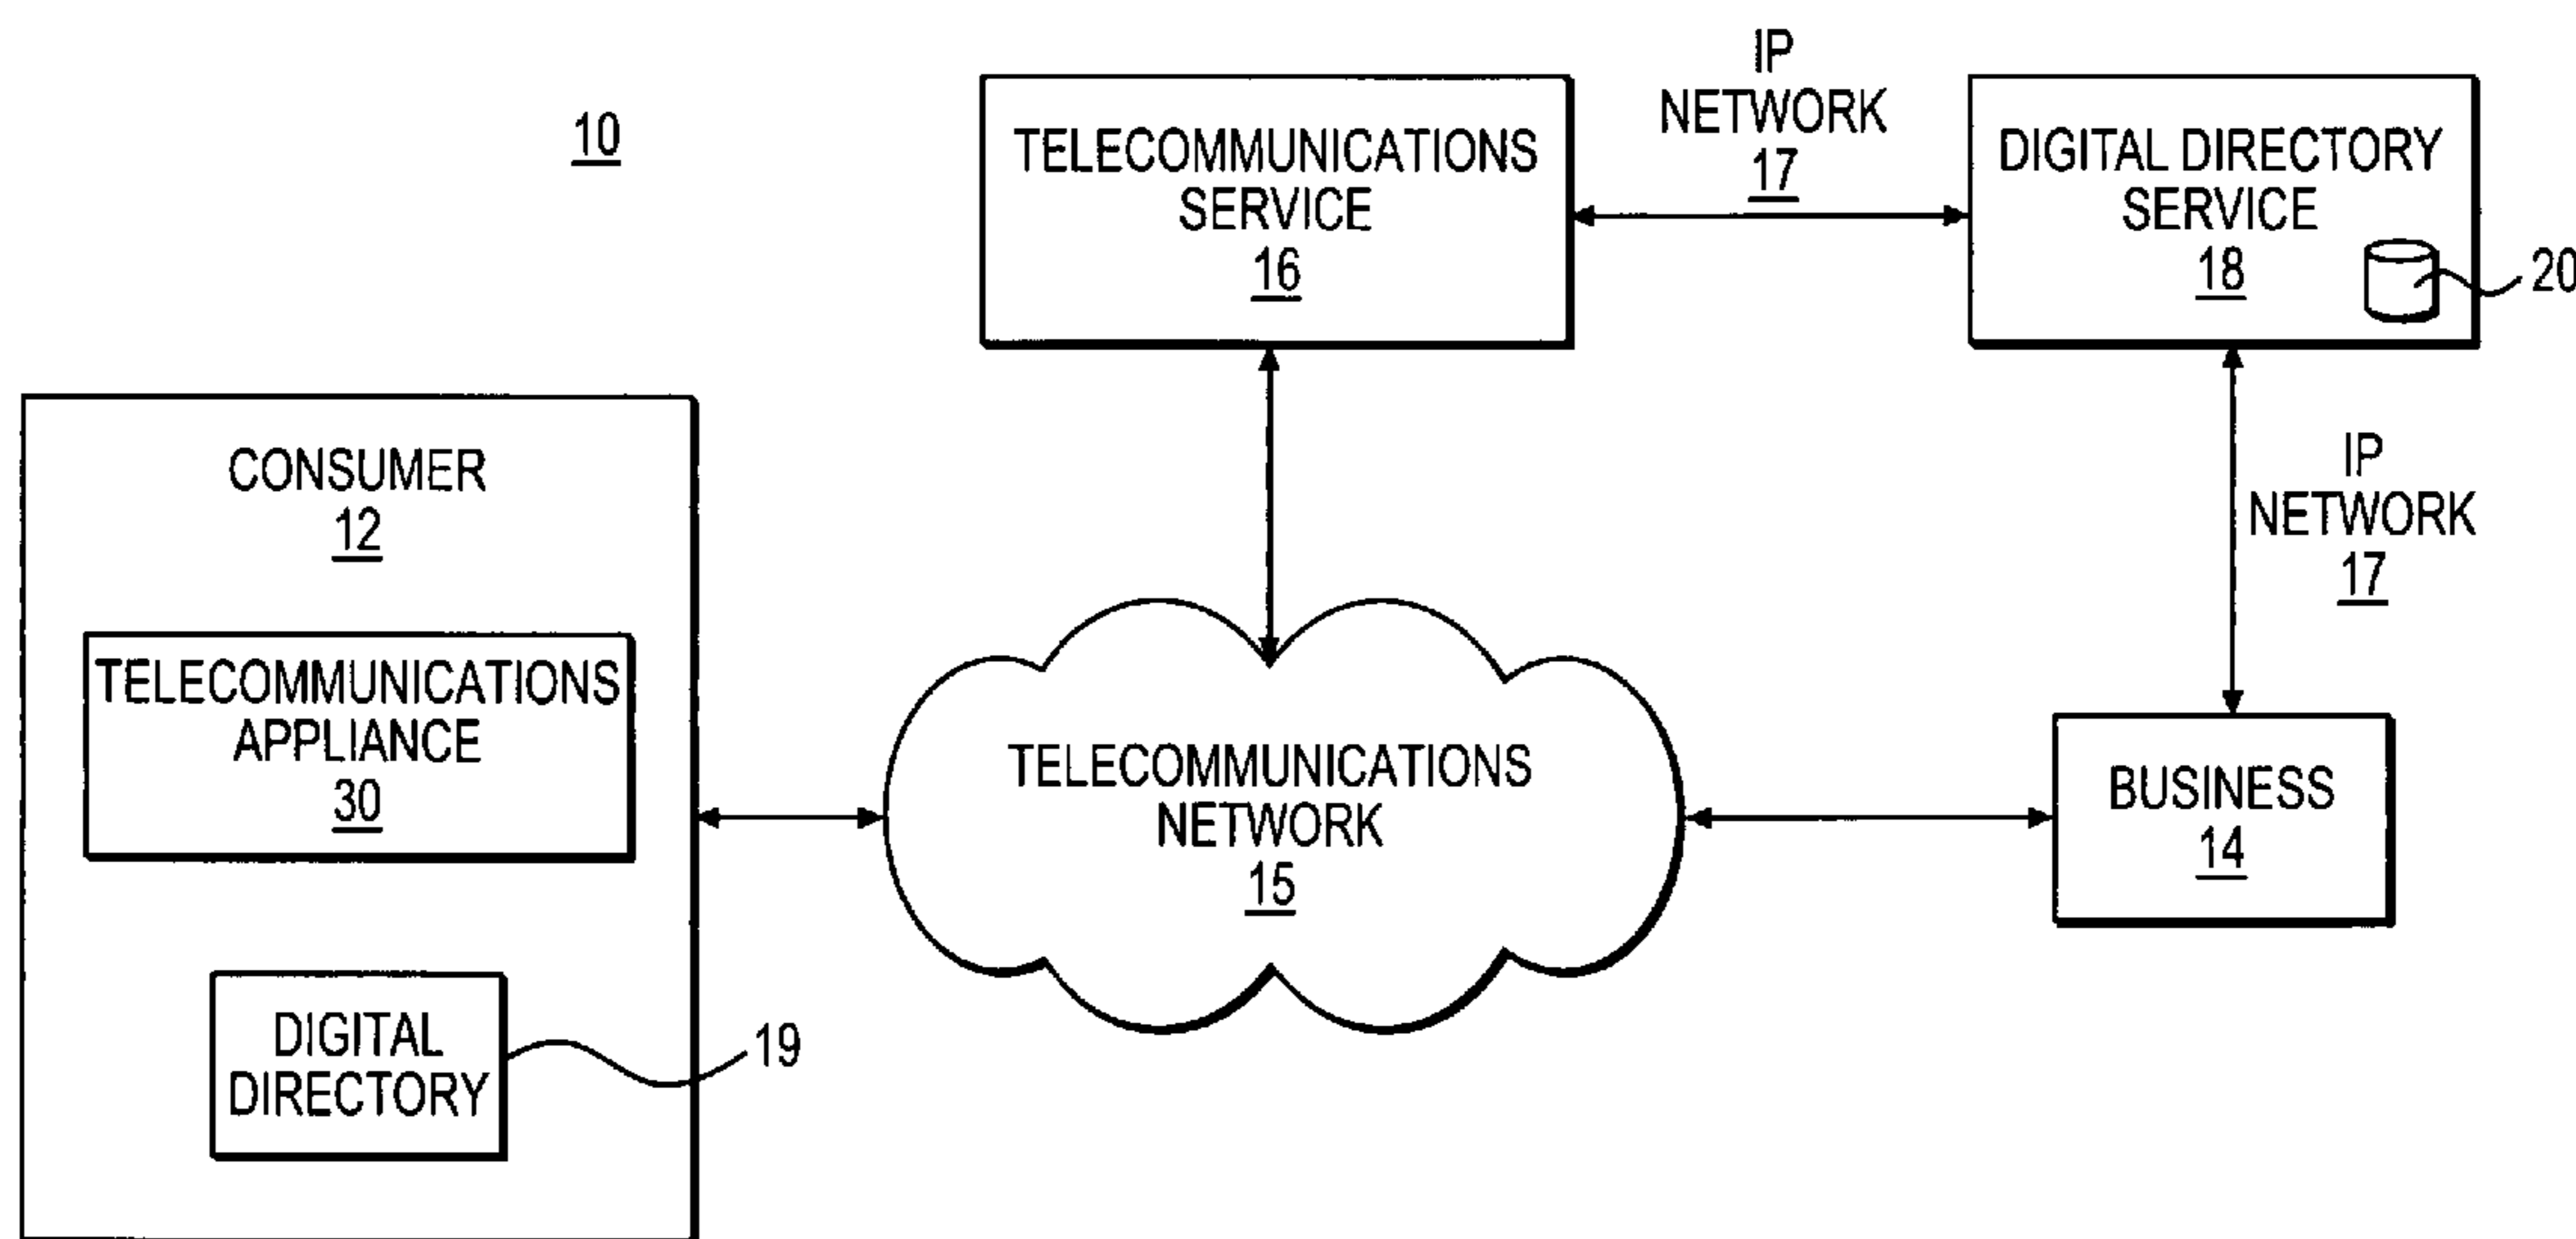 10
TELECOMMUNICATIONS
SERVICE
16
IP
NETWORK
17
DIGITAL DIRECTORY
SERVICE
18
20
CONSUMER
12
TELECOMMUNICATIONS
APPLIANCE
30
DIGITAL
DIRECTORY
19
TELECOMMUNICATIONS
NETWORK
15
IP
NETWORK
17
BUSINESS
14